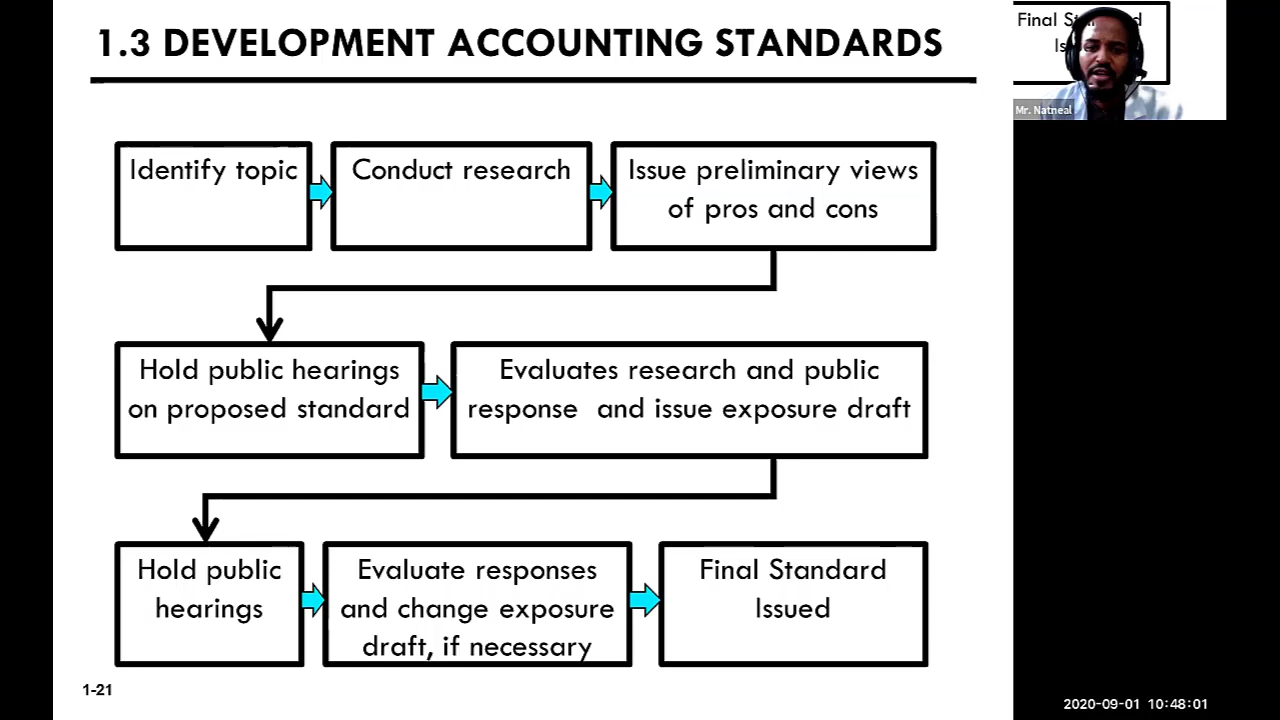 1.3 DEVELOPMENT ACCOUNTING STANDARDS
Identify topic
Conduct research
Issue preliminary views
of pros and cons
Hold public hearings
on proposed standard
Evaluates research and public
response and issue exposure draft
Hold public
hearings
Evaluate responses
and change exposure
draft, if necessary
Final Standard
Issued
1-21
Final
Mr. Natneal
2020-09-01 10:48:01